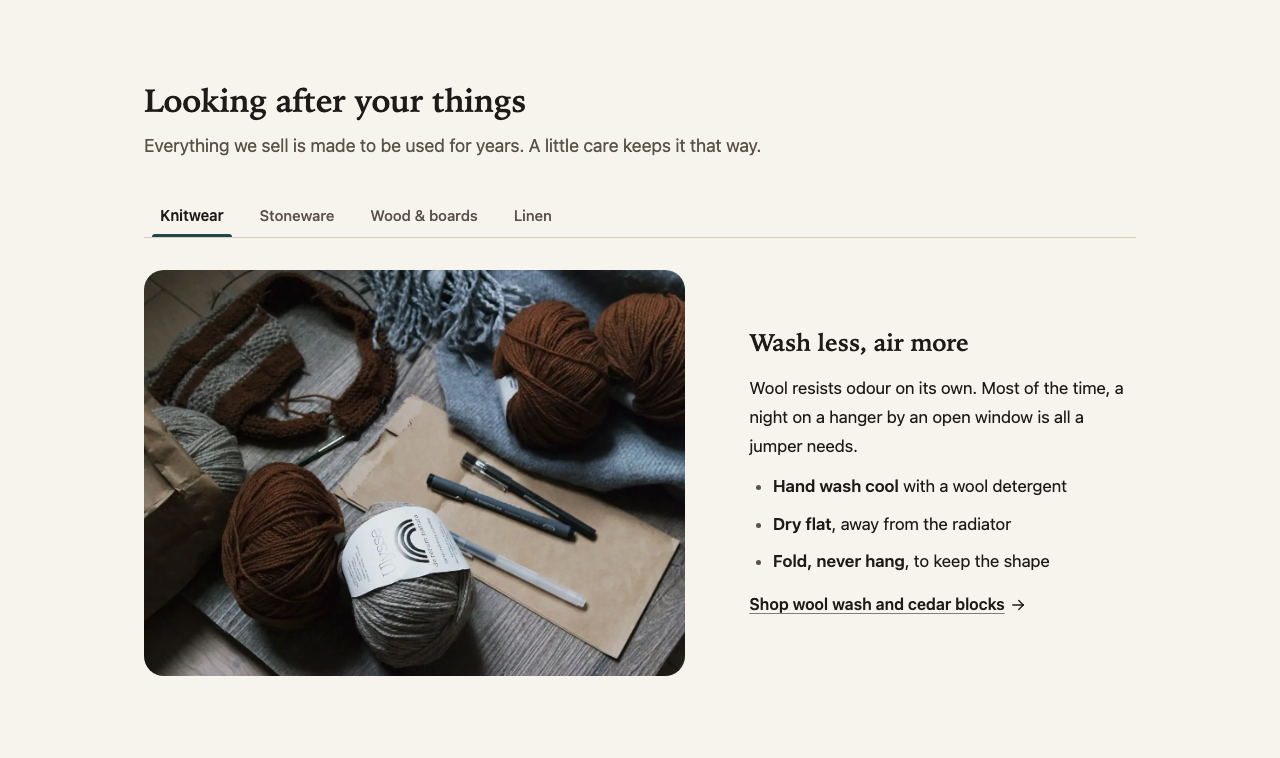 Looking after your things
Everything we sell is made to be used for years. A little care keeps it that way.
Knitwear Stoneware Wood & boards Linen
Wash less, air more
Wool resists odour on its own. Most of the time, a
night on a hanger by an open window is all a
jumper needs.
• Hand wash cool with a wool detergent
• Dry flat, away from the radiator
• Fold, never hang, to keep the shape
Shop wool wash and cedar blocks →